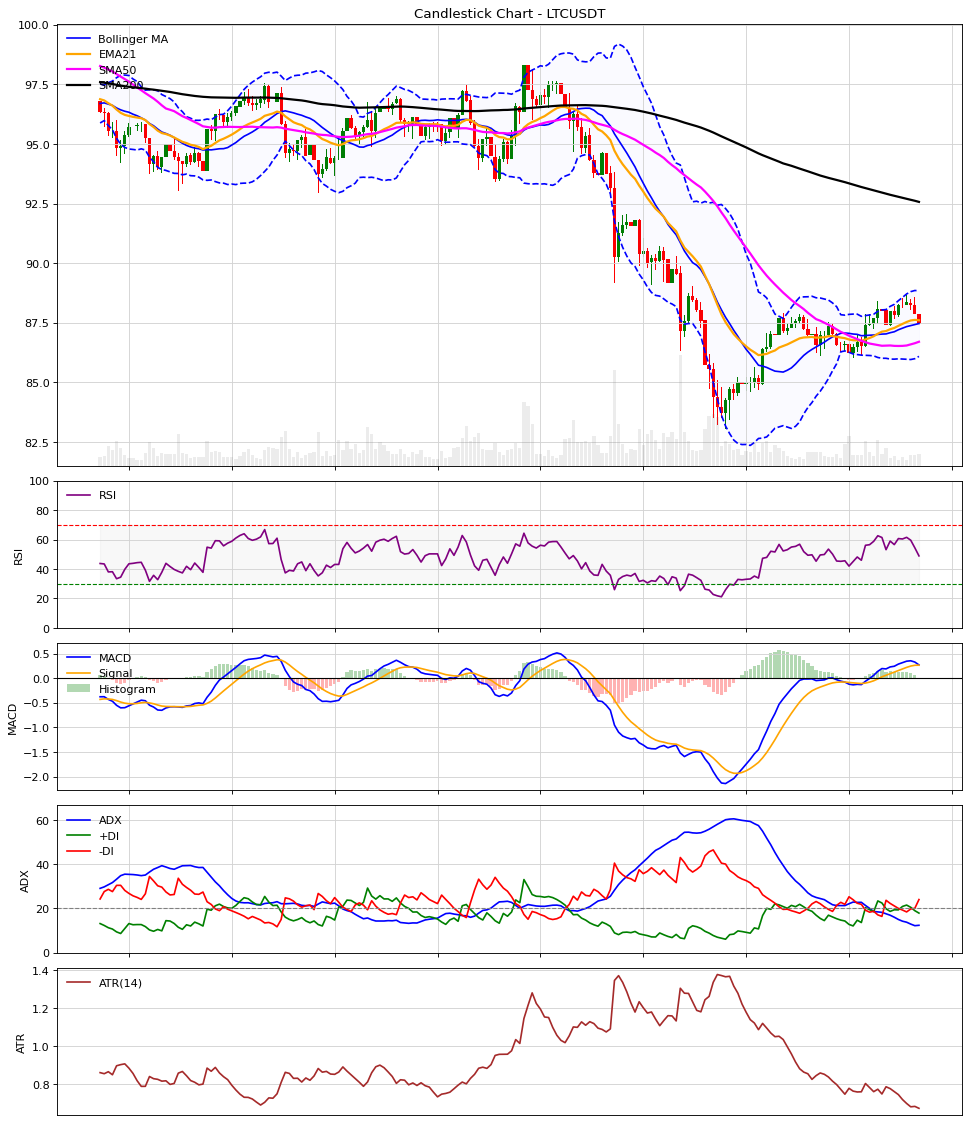 Candlestick Chart - LTCUSDT
100.0
97.5
95.0
92.5
90.0
87.5
85.0
82.5
Bollinger MA
EMA21
SMA50
SMA200
100
80
60
40
20
0
RSI
RSI
0.5
0.0
−0.5
−1.0
−1.5
−2.0
MACD
MACD
Signal
Histogram
60
40
20
0
ADX
ADX
+DI
-DI
1.4
1.2
1.0
0.8
ATR
ATR(14)